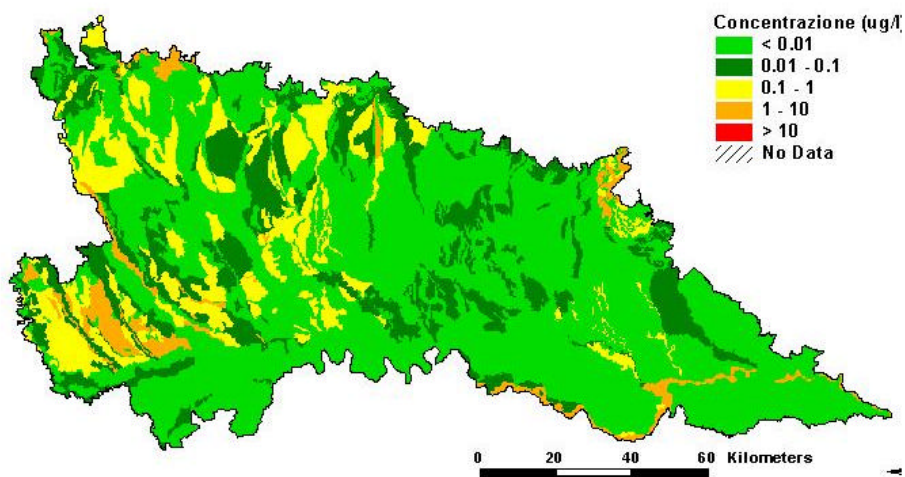 Concentrazione (ug/l
< 0.01
0.01 - 0.1
0.1 - 1
1 - 10
> 10
No Data
0 20 40 60 Kilometers